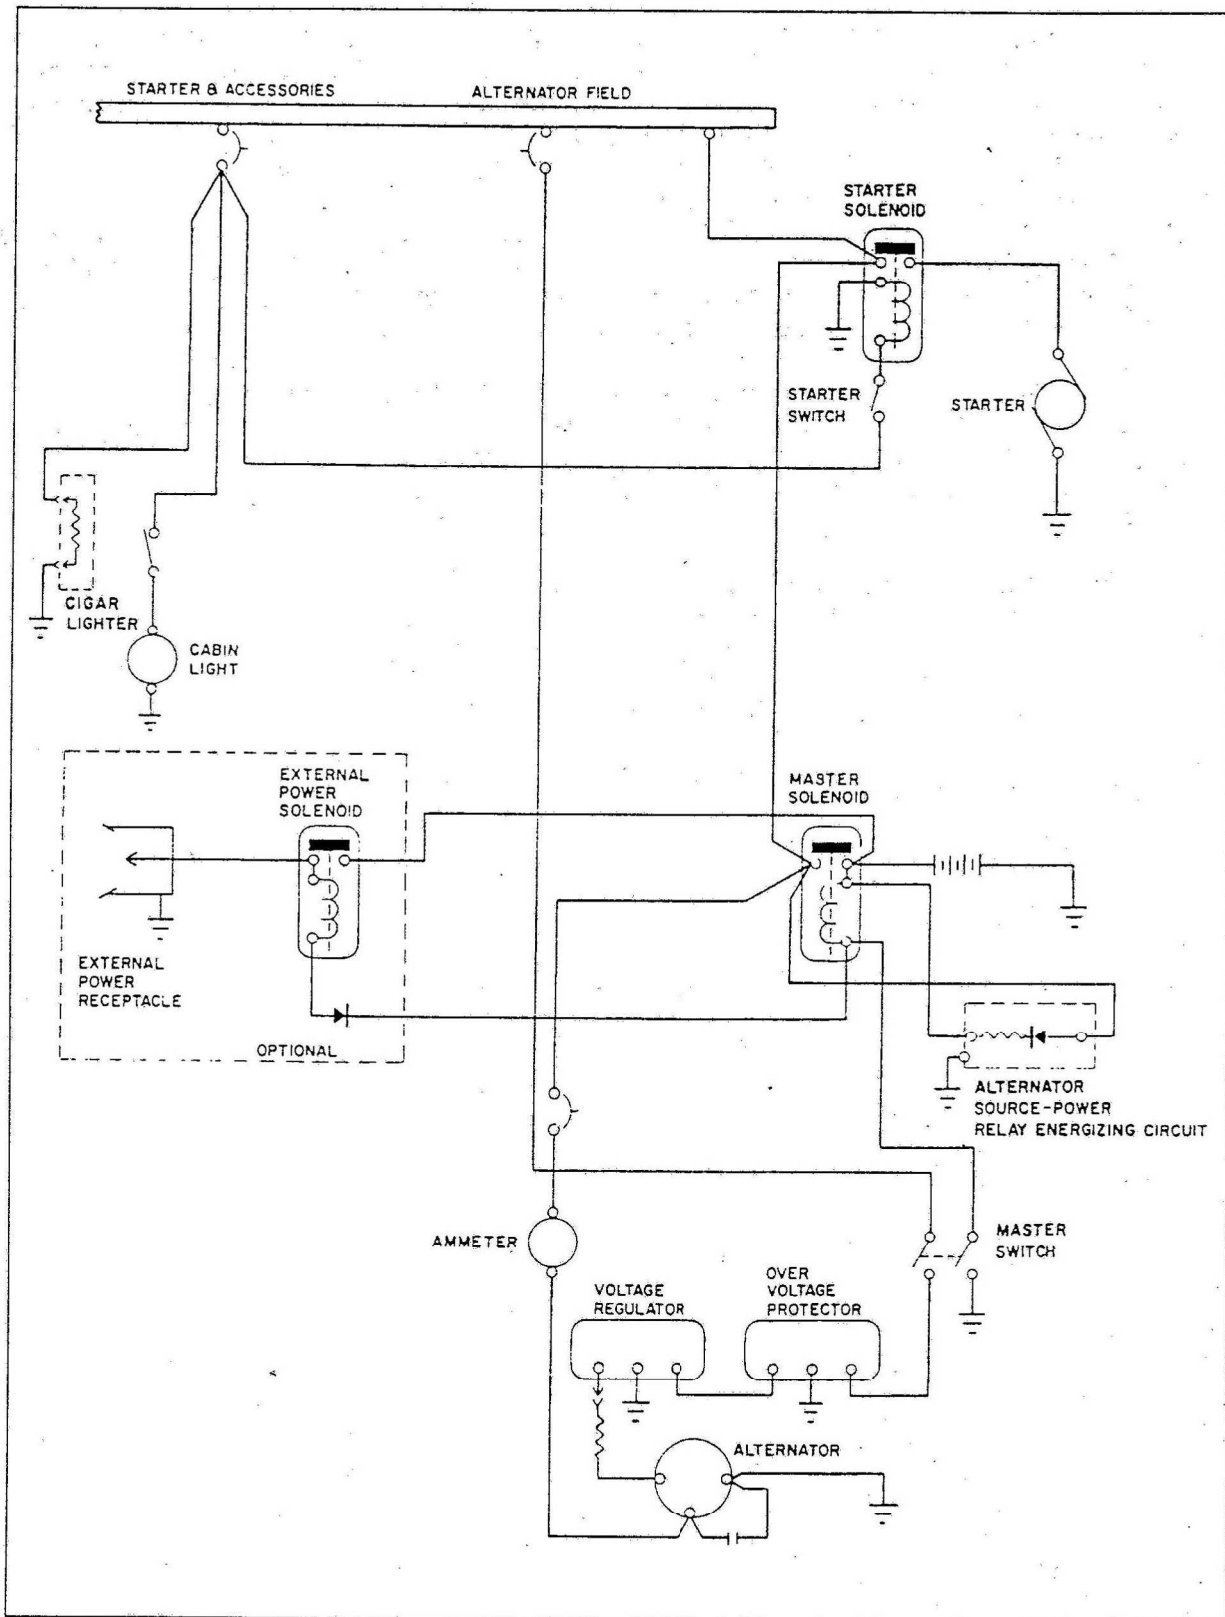 STARTER & ACCESSORIES
ALTERNATOR FIELD
STARTER
SOLENOID
STARTER
SWITCH
STARTER
CIGAR
LIGHTER
CABIN
LIGHT
EXTERNAL
POWER
SOLENOID
MASTER
SOLENOID
EXTERNAL
POWER
RECEPTACLE
OPTIONAL
ALTERNATOR
SOURCE-POWER
RELAY ENERGIZING CIRCUIT
AMMETER
MASTER
SWITCH
VOLTAGE
REGULATOR
OVER
VOLTAGE
PROTECTOR
ALTERNATOR